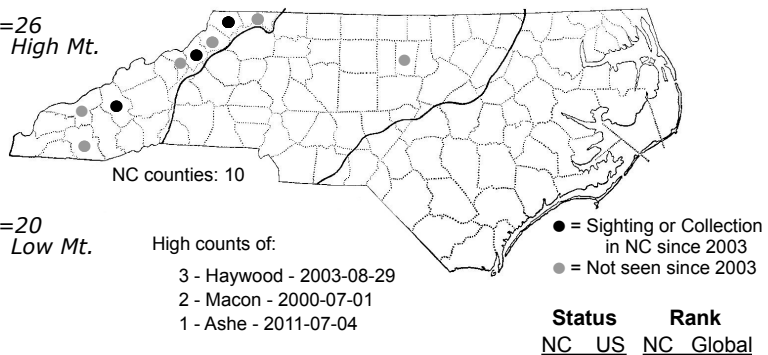 =26
High Mt.
NC counties: 10
=20
Low Mt.
High counts of:
3 - Haywood - 2003-08-29
2 - Macon - 2000-07-01
1 - Ashe - 2011-07-04
● = Sighting or Collection
in NC since 2003
● = Not seen since 2003
Status Rank
NC US NC Global